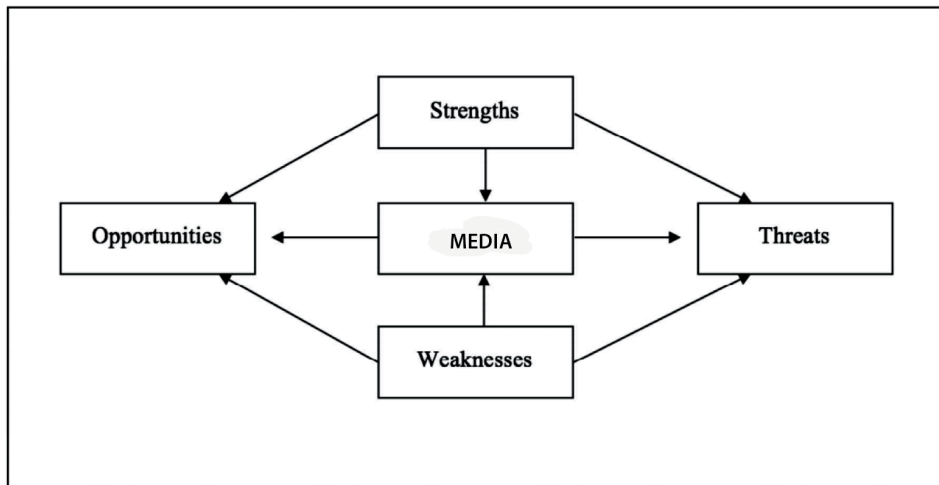 Strengths
Opportunities
MEDIA
Threats
Weaknesses